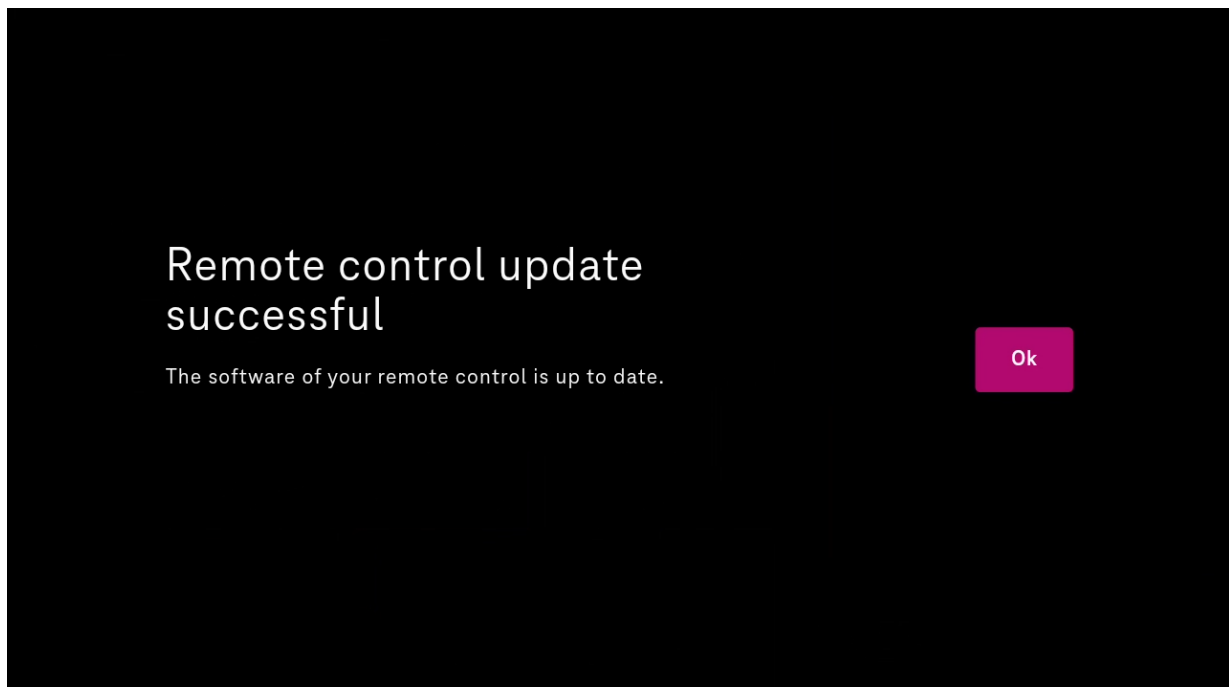 Remote control update
successful
The software of your remote control is up to date.
Ok